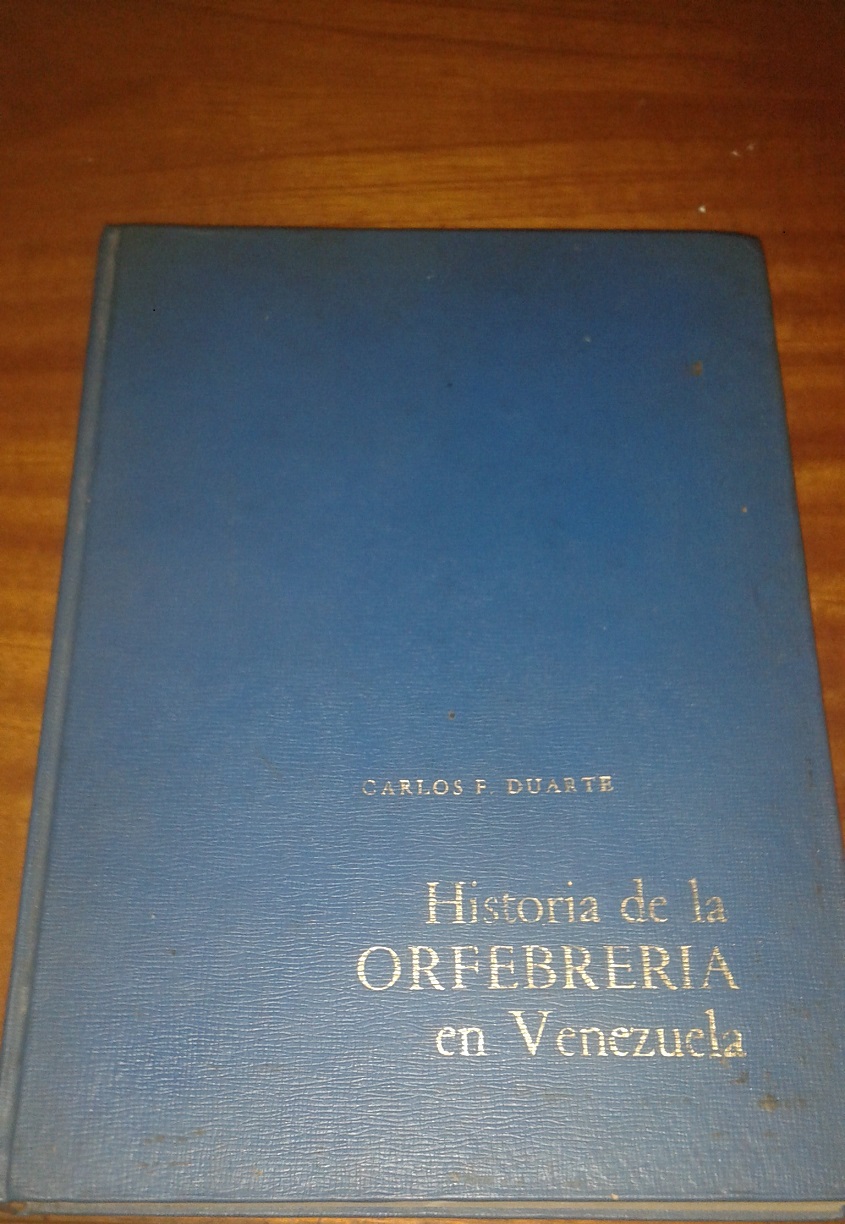 CARLOS F. DUARTE
Historia de la
ORFEBRERIA
en Venezuela